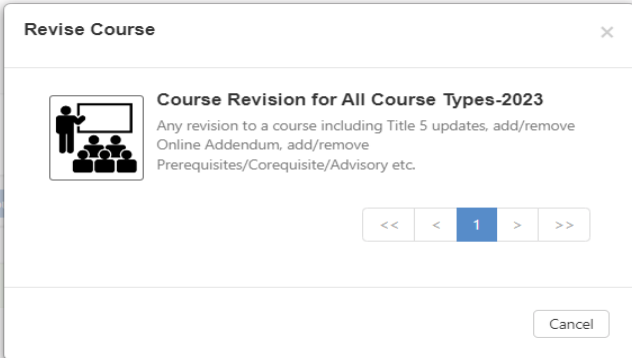 Revise Course
×
Course Revision for All Course Types-2023
Any revision to a course including Title 5 updates, add/remove
Online Addendum, add/remove
Prerequisites/Corequisite/Advisory etc.
<< < 1 > >>
Cancel